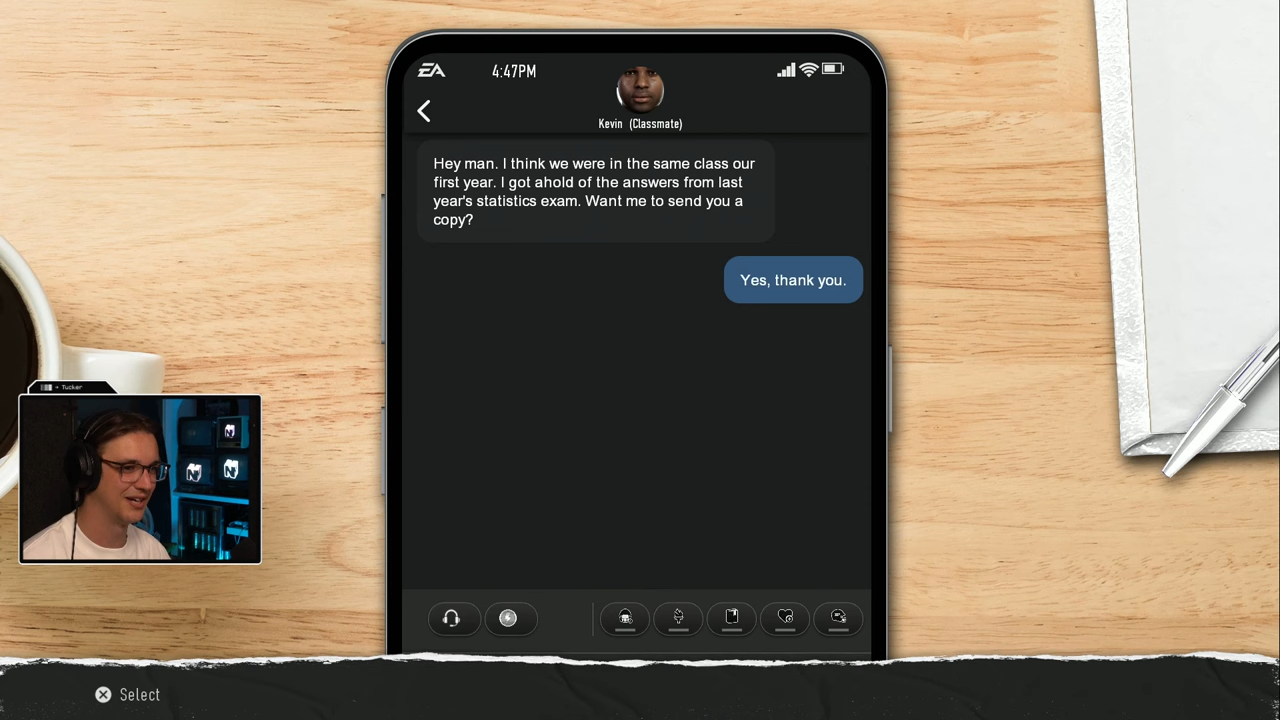 EA
4:47PM
Kevin (Classmate)
Hey man. I think we were in the same class our
first year. I got ahold of the answers from last
year's statistics exam. Want me to send you a
copy?
Yes, thank you.
+ Tucker
Select